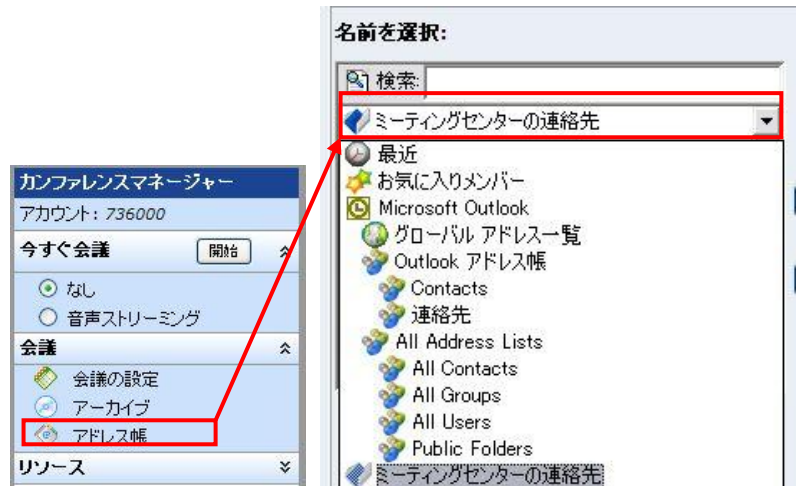 カンファレンスマネージャー
アカウント: 736000
今すぐ会議 開始
なし
音声ストリーミング
会議
会議の設定
アーカイブ
アドレス帳
リソース
名前を選択:
検索:
ミーティングセンターの連絡先
最近
お気に入りメンバー
Microsoft Outlook
グローバル アドレス一覧
Outlook アドレス帳
Contacts
連絡先
All Address Lists
All Contacts
All Groups
All Users
Public Folders
ミーティングセンターの連絡先